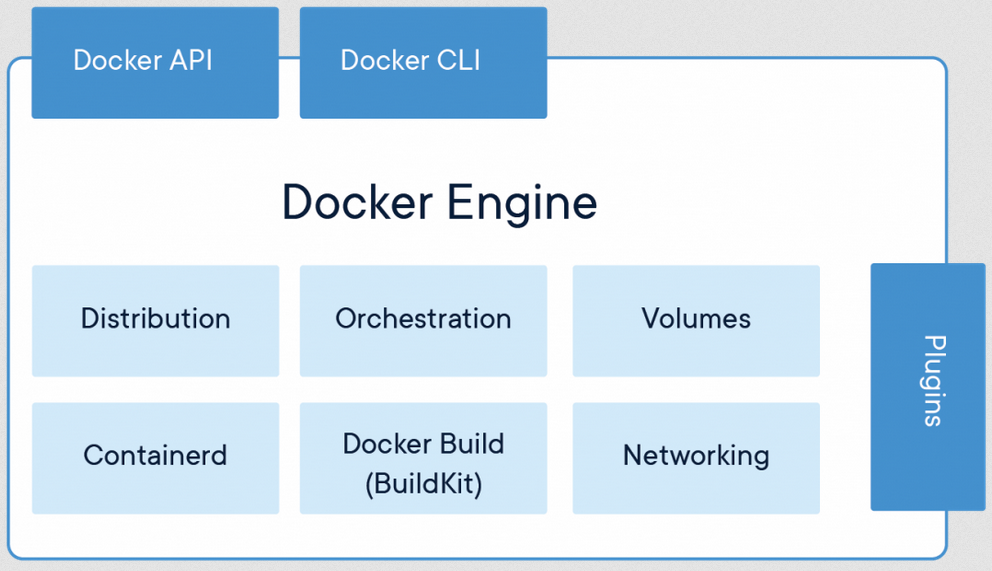 Docker API
Docker CLI
Docker Engine
Distribution
Orchestration
Volumes
Containerd
Docker Build
(BuildKit)
Networking
Plugins